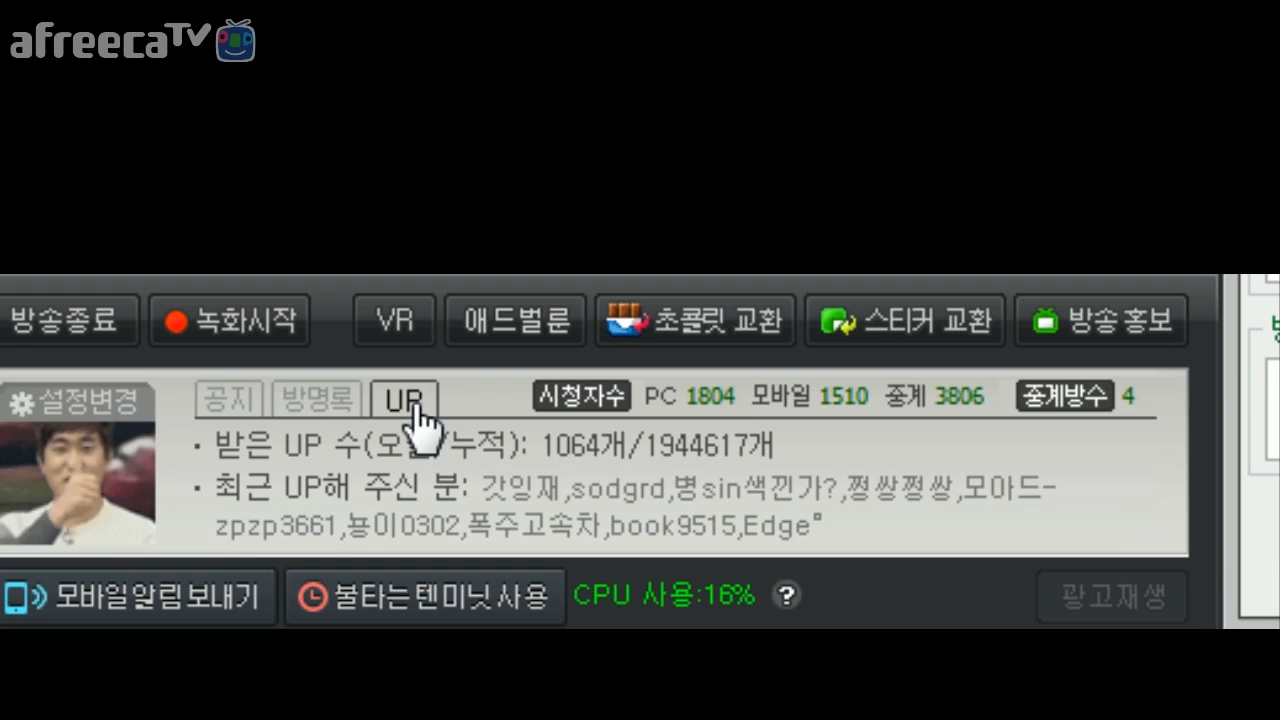 afreecaTV
방송종료 녹화시작 VR 애드벌룬 초콜릿 교환 스티커 교환 방송 홍보
설정변경 공지 방명록 UP 시청자수 PC 1804 모바일 1510 중계 3806 중계방수 4
· 받은 UP 수(오늘/누적): 1064개/1944617개
· 최근 UP해 주신 분: 갓잉재,sodgrd,병sin색낀가?,쩡쌍쩡쌍,모아드-
zpzp3661,뇽이0302,폭주고속차,book9515,Edge°
모바일알림보내기 불타는텐미닛사용 CPU 사용:16% ? 광고재생